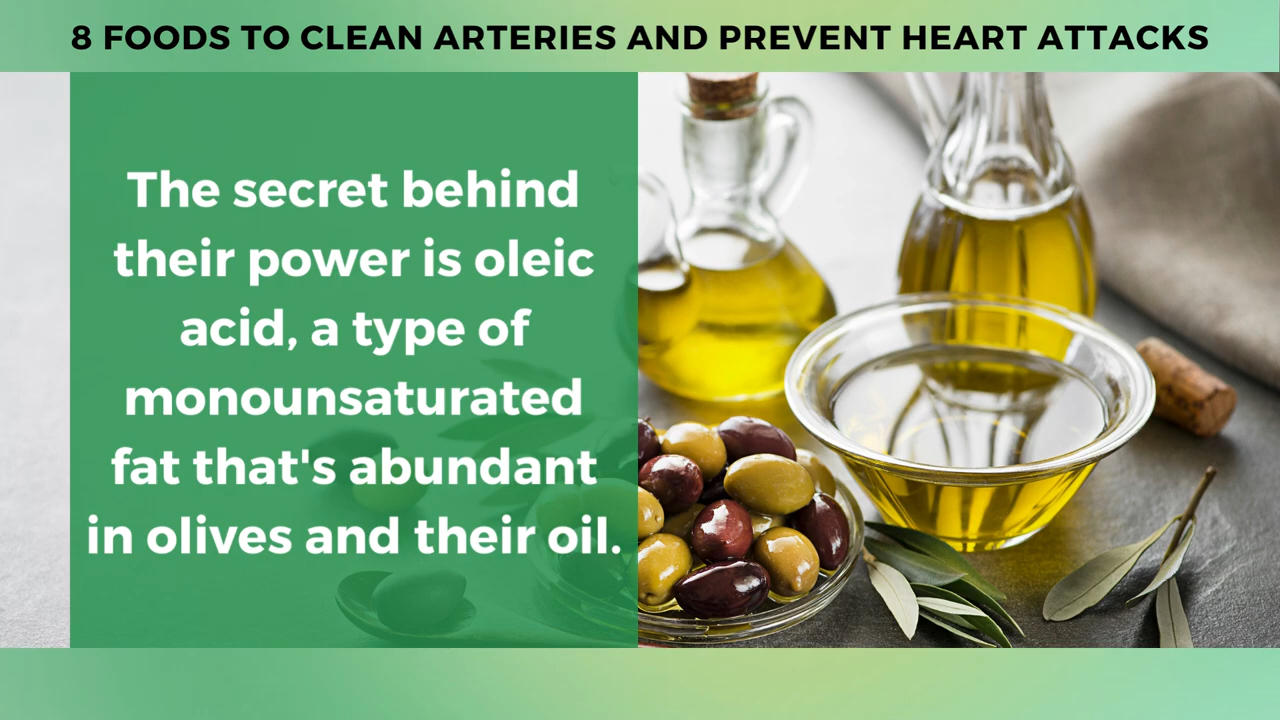 8 FOODS TO CLEAN ARTERIES AND PREVENT HEART ATTACKS
The secret behind
their power is oleic
acid, a type of
monounsaturated
fat that's abundant
in olives and their oil.